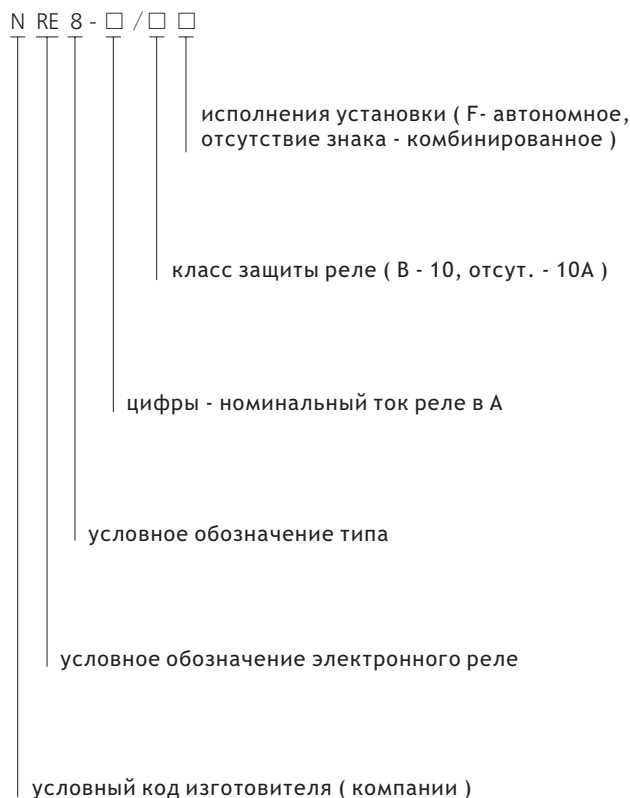 N RE 8 - □ / □ □
исполнения установки ( F- автономное,
отсутствие знака - комбинированное )
класс защиты реле ( B - 10, отсут. - 10A )
цифры - номинальный ток реле в А
условное обозначение типа
условное обозначение электронного реле
условный код изготовителя ( компании )